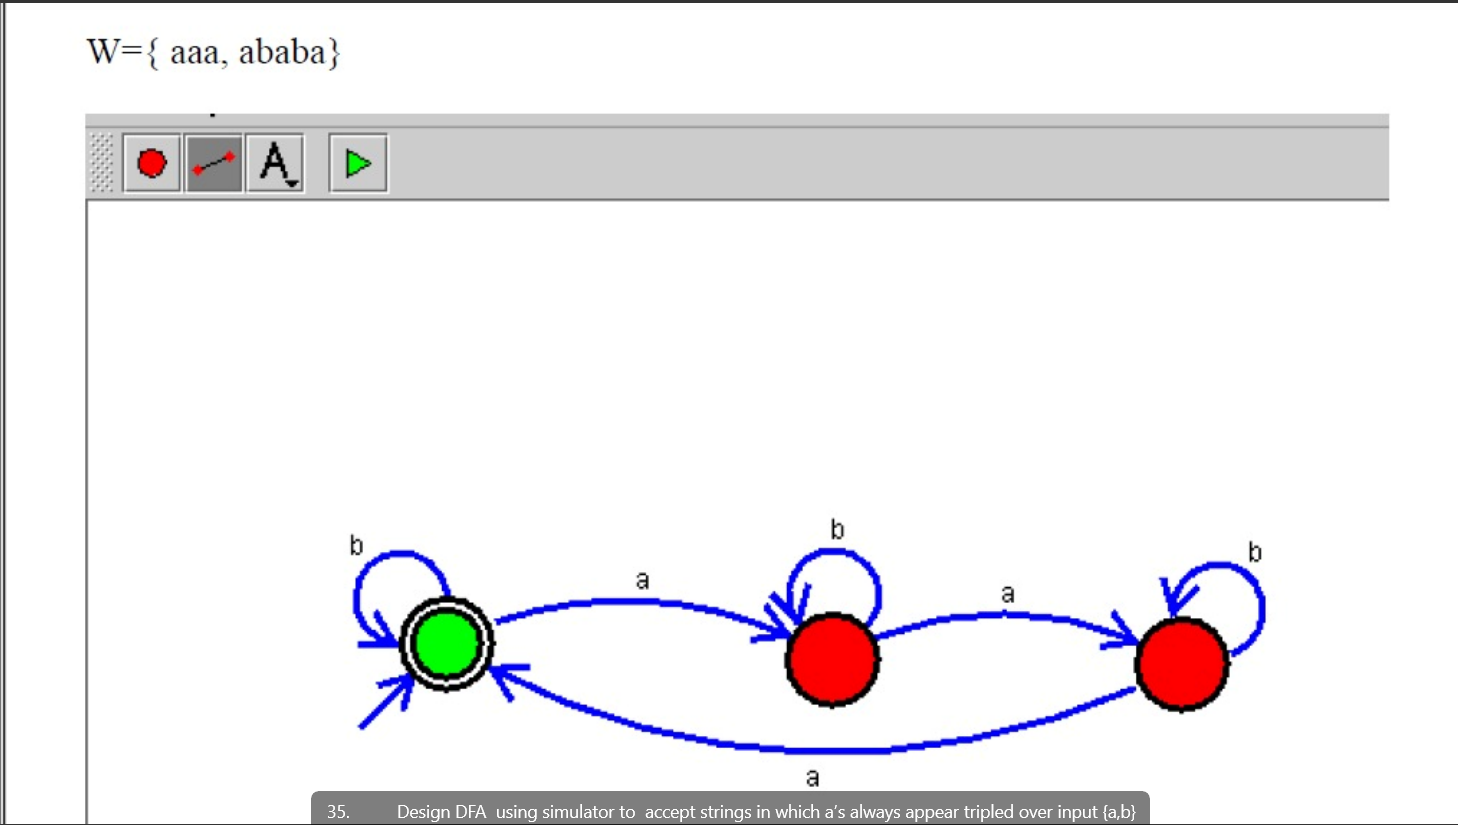 W={ aaa, ababa}
A
b
b
b
a
a
a
35. Design DFA using simulator to accept strings in which a’s always appear tripled over input {a,b}